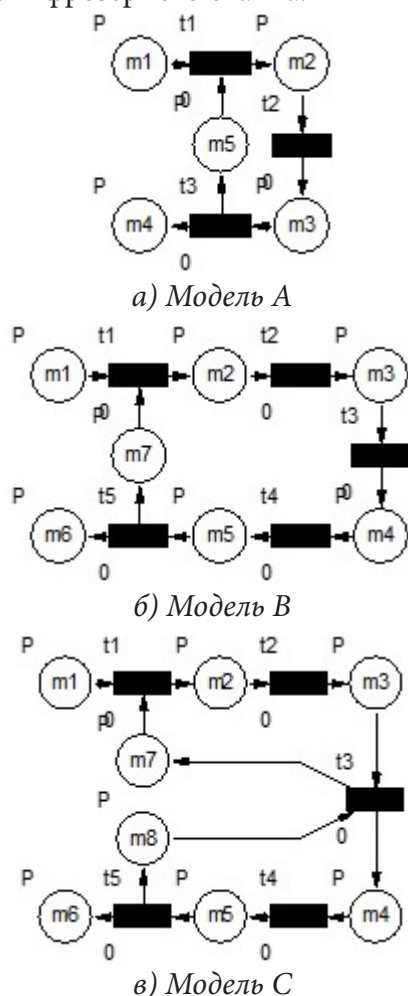 P t1 P
m1 m2
P0 t2
m5
P t3 P0
m4 m3
0
а) Модель A
P t1 P t2 P
m1 m2 m3
P0 0 t3
m7
P t5 P t4 P0
m6 m5 m4
0 0
б) Модель B
P t1 P t2 P
m1 m2 m3
P0 0
m7 t3
P
m8 0
P t5 P t4 P
m6 m5 m4
0 0
в) Модель C